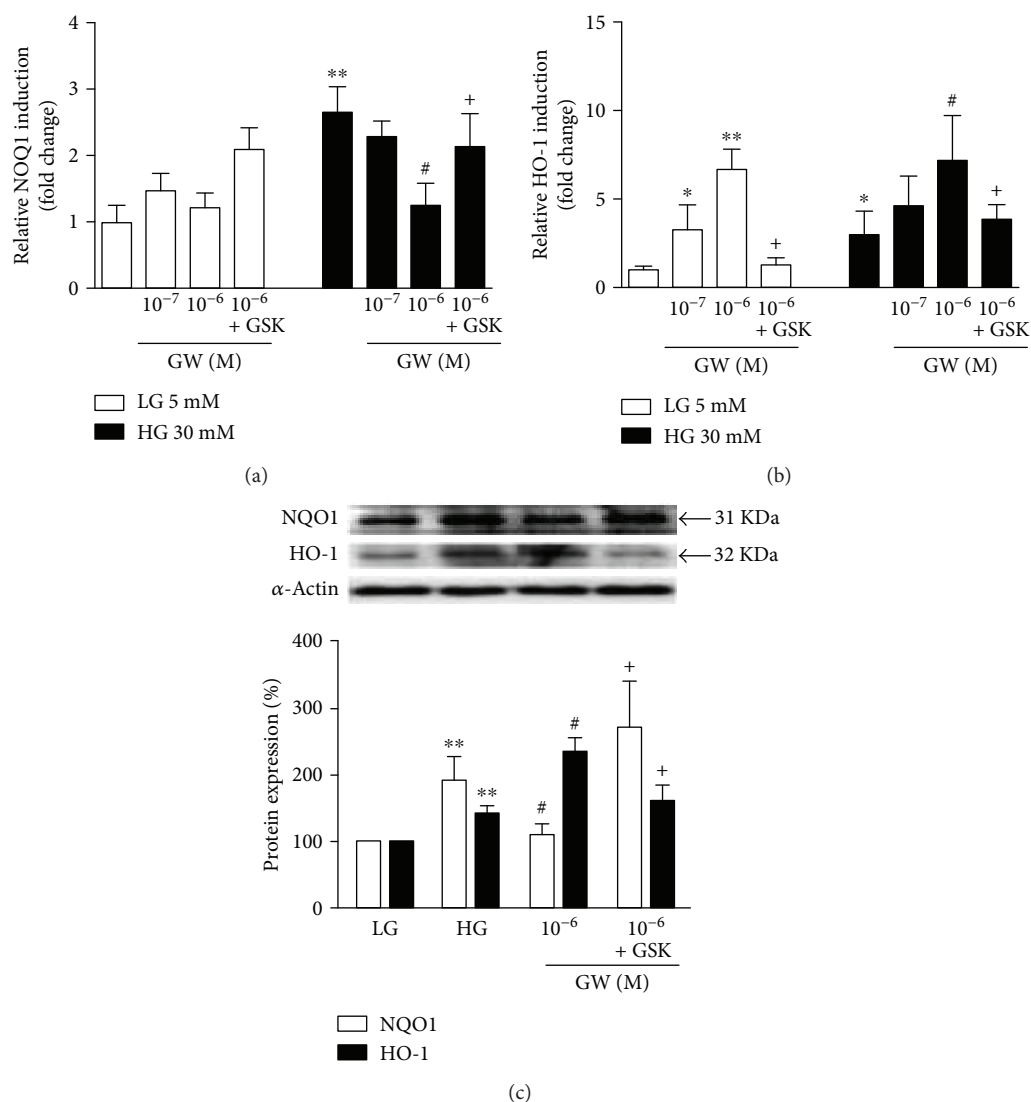 Relative NOQ1 induction
(fold change)
4
3
2
1
0
**
#
+
10⁻⁷ 10⁻⁶ 10⁻⁶
+ GSK
GW (M)
10⁻⁷ 10⁻⁶ 10⁻⁶
+ GSK
GW (M)
LG 5 mM
HG 30 mM
(a)
Relative HO-1 induction
(fold change)
15
10
5
0
*
**
+
*
#
+
10⁻⁷ 10⁻⁶ 10⁻⁶
+ GSK
GW (M)
10⁻⁷ 10⁻⁶ 10⁻⁶
+ GSK
GW (M)
LG 5 mM
HG 30 mM
(b)
NQO1 ← 31 KDa
HO-1 ← 32 KDa
α-Actin
Protein expression (%)
400
300
200
100
0
**
**
#
#
+
+
LG HG 10⁻⁶ 10⁻⁶
+ GSK
GW (M)
NQO1
HO-1
(c)